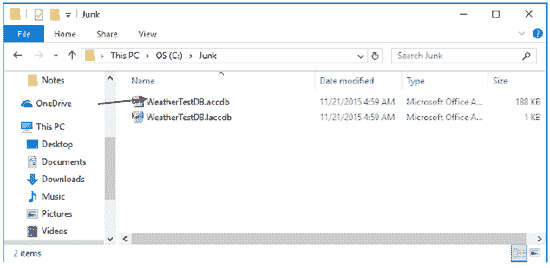 Junk
File Home Share View
This PC > OS (C:) > Junk
Search Junk
Name Date modified Type Size
Notes
OneDrive
This PC
Desktop
Documents
Downloads
Music
Pictures
Videos
WeatherTestDB.accdb 11/21/2015 4:59 AM Microsoft Office A... 188 KB
WeatherTestDB.laccdb 11/21/2015 4:59 AM Microsoft Office A... 1 KB
2 items